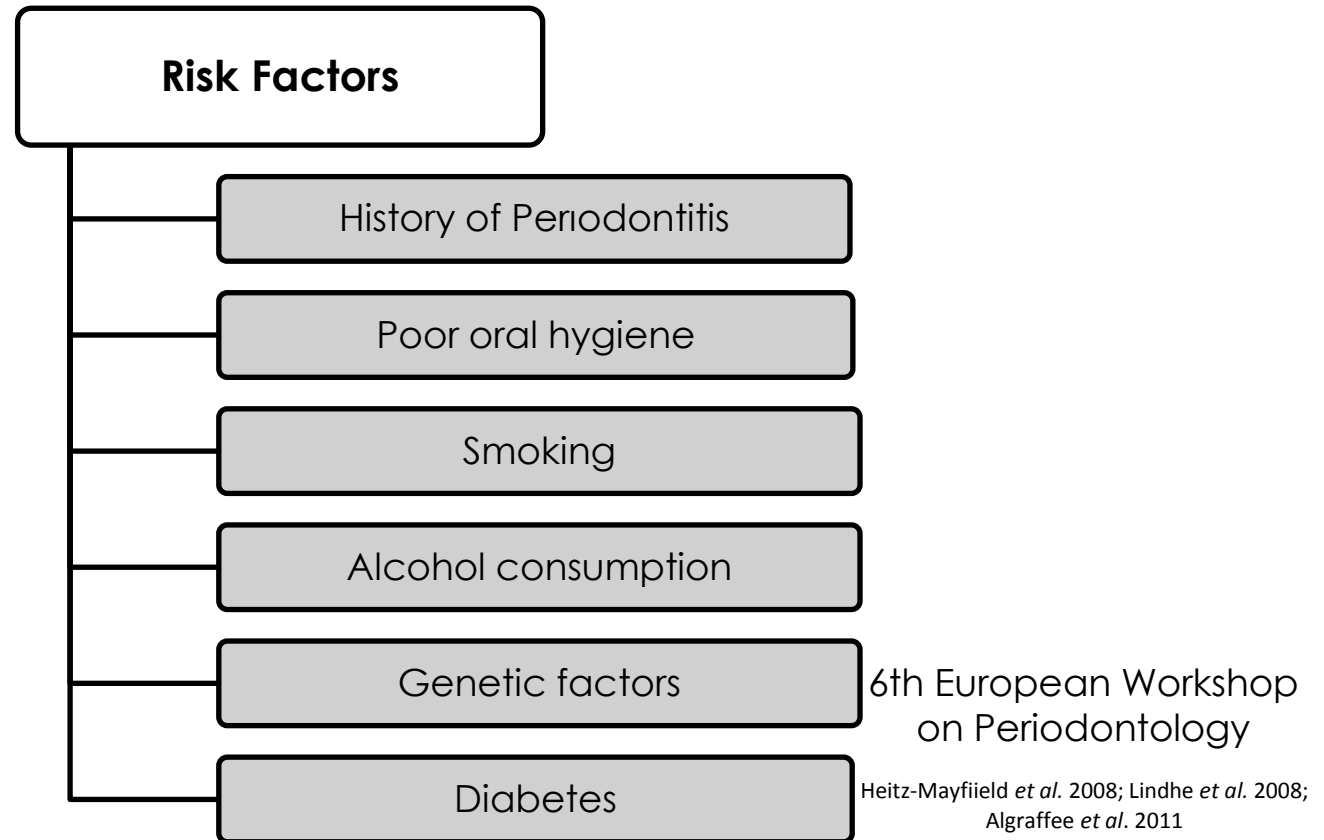 Risk Factors
History of Perıodontitis
Poor oral hygiene
Smoking
Alcohol consumption
Genetic factors
Diabetes
6th European Workshop
on Periodontology
Heitz-Mayfiield et al. 2008; Lindhe et al. 2008;
Algraffee et al. 2011